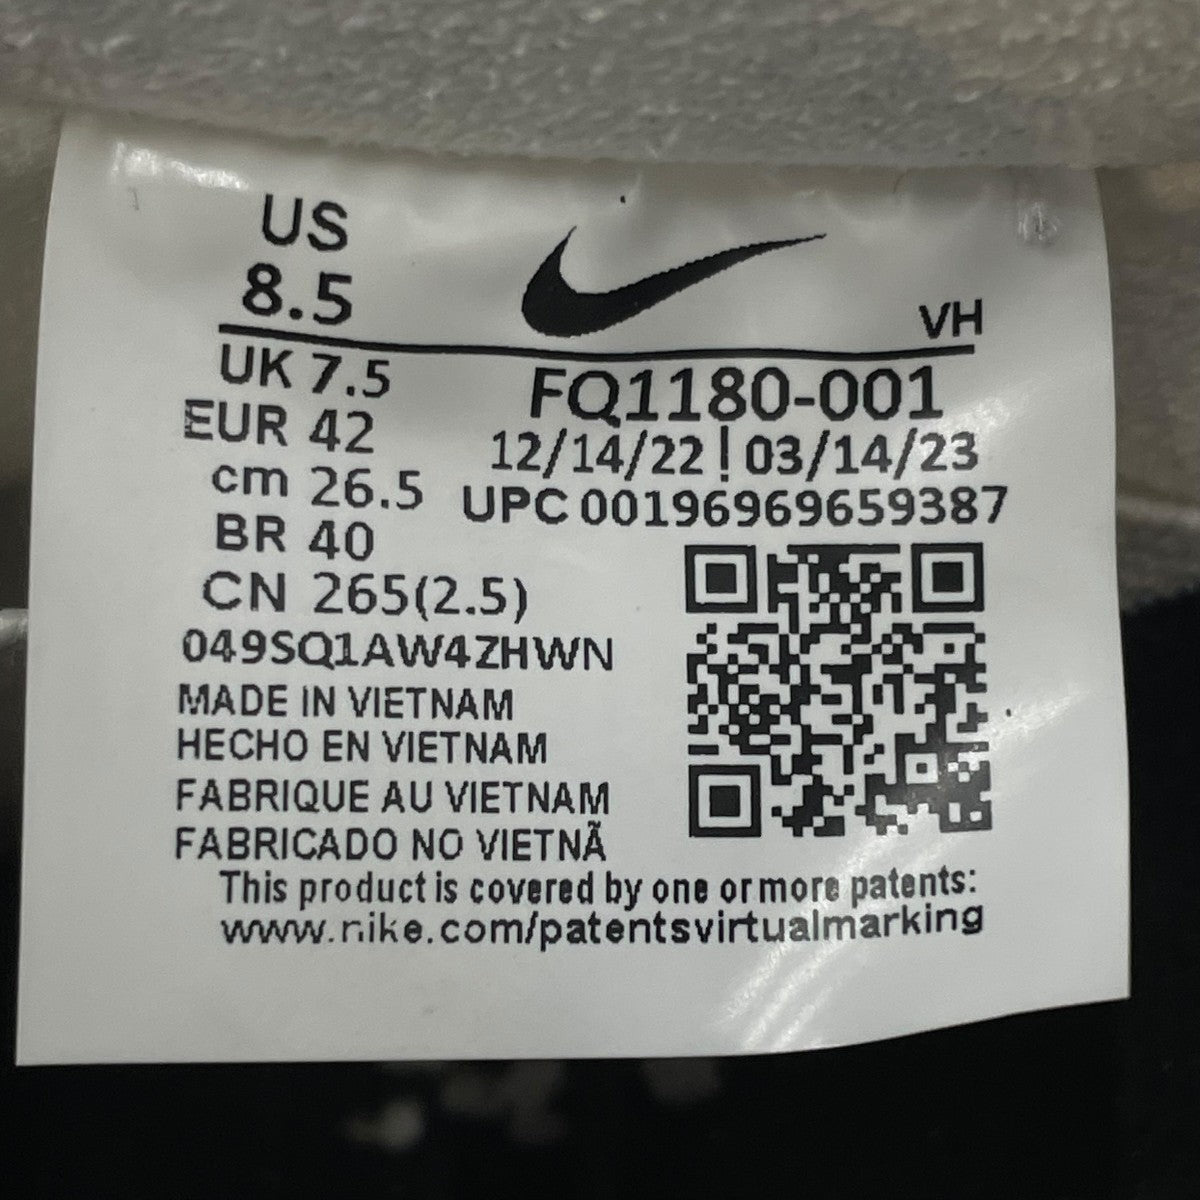 US
8.5
VH
UK 7.5
EUR 42
cm 26.5
BR 40
CN 265(2.5)
FQ1180-001
12/14/22!03/14/23
UPC 00196969659387
049SQ1AW4ZHWN
MADE IN VIETNAM
HECHO EN VIETNAM
FABRIQUE AU VIETNAM
FABRICADO NO VIETNÃ
This product is covered by one or more patents:
www.nike.com/patentsvirtualmarking